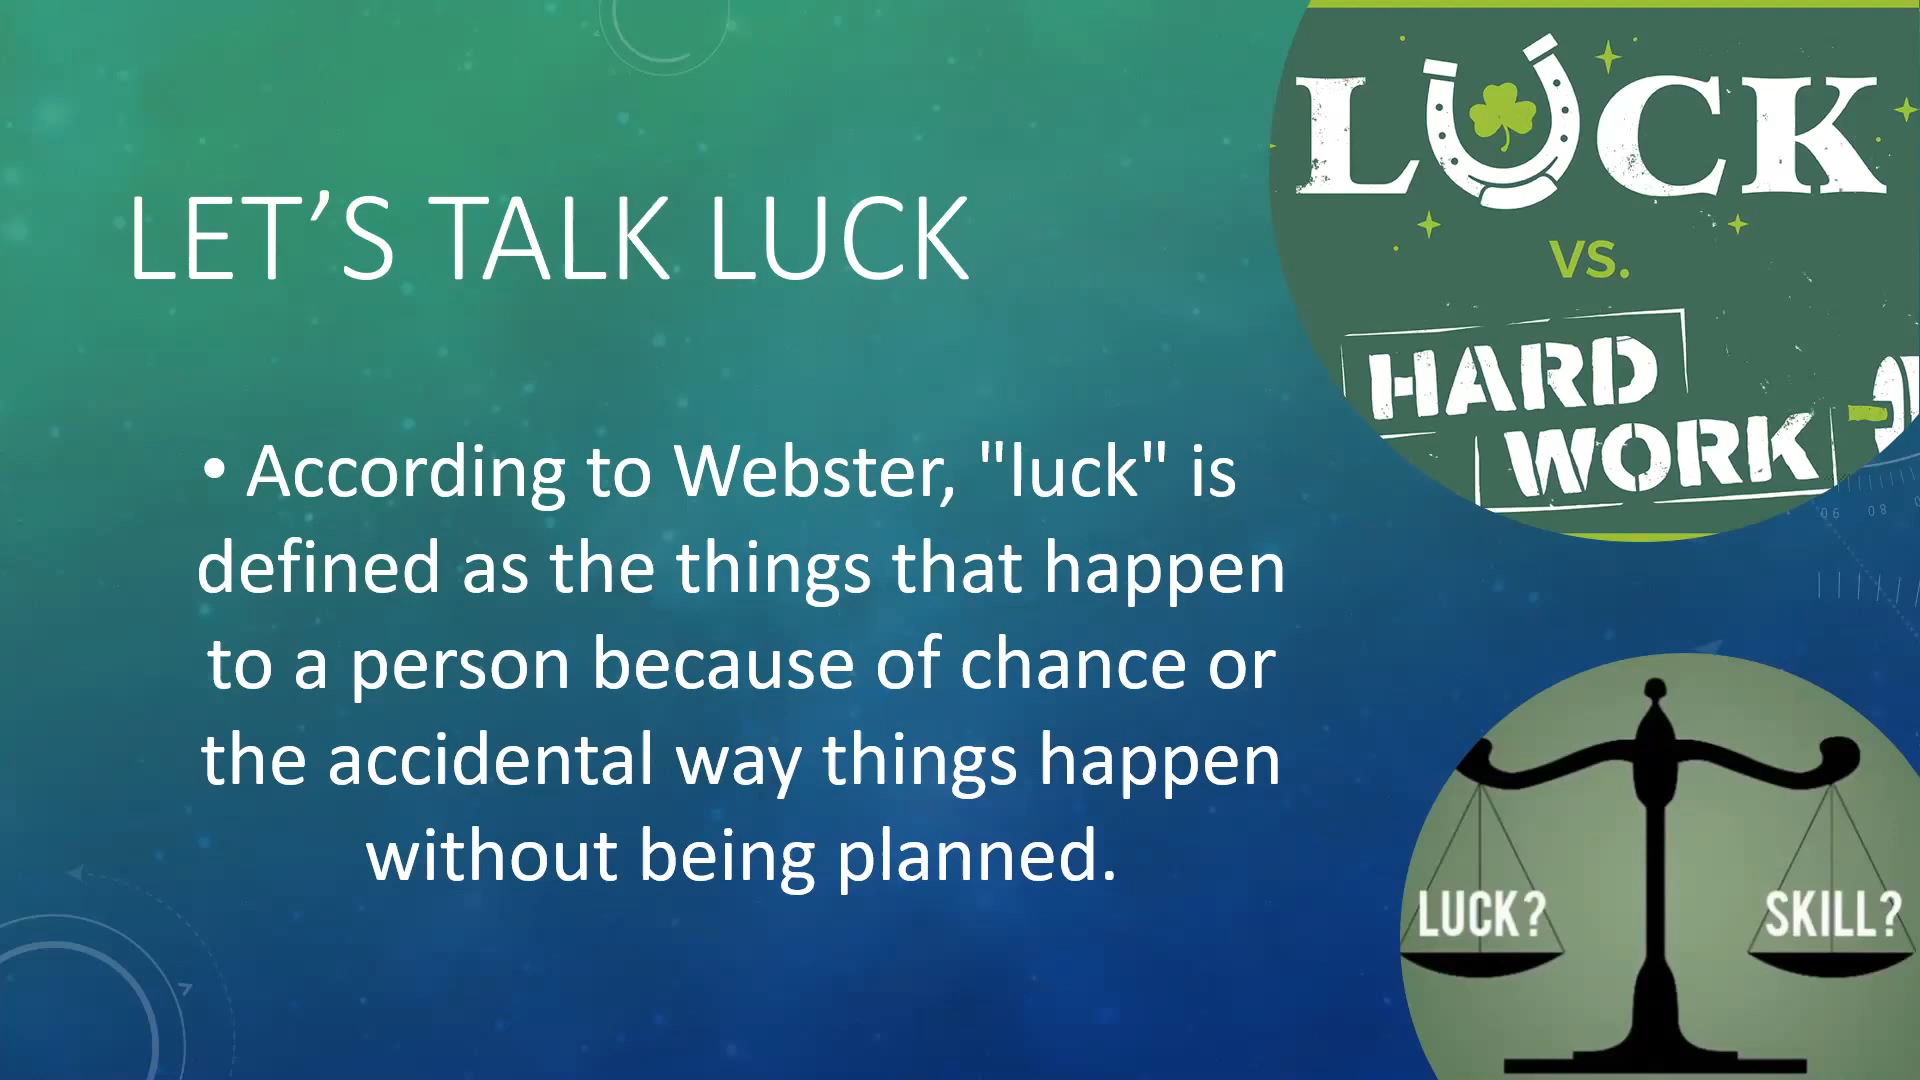 LET’S TALK LUCK
• According to Webster, "luck" is
defined as the things that happen
to a person because of chance or
the accidental way things happen
without being planned.
LUCK
VS.
HARD
WORK
LUCK?
SKILL?